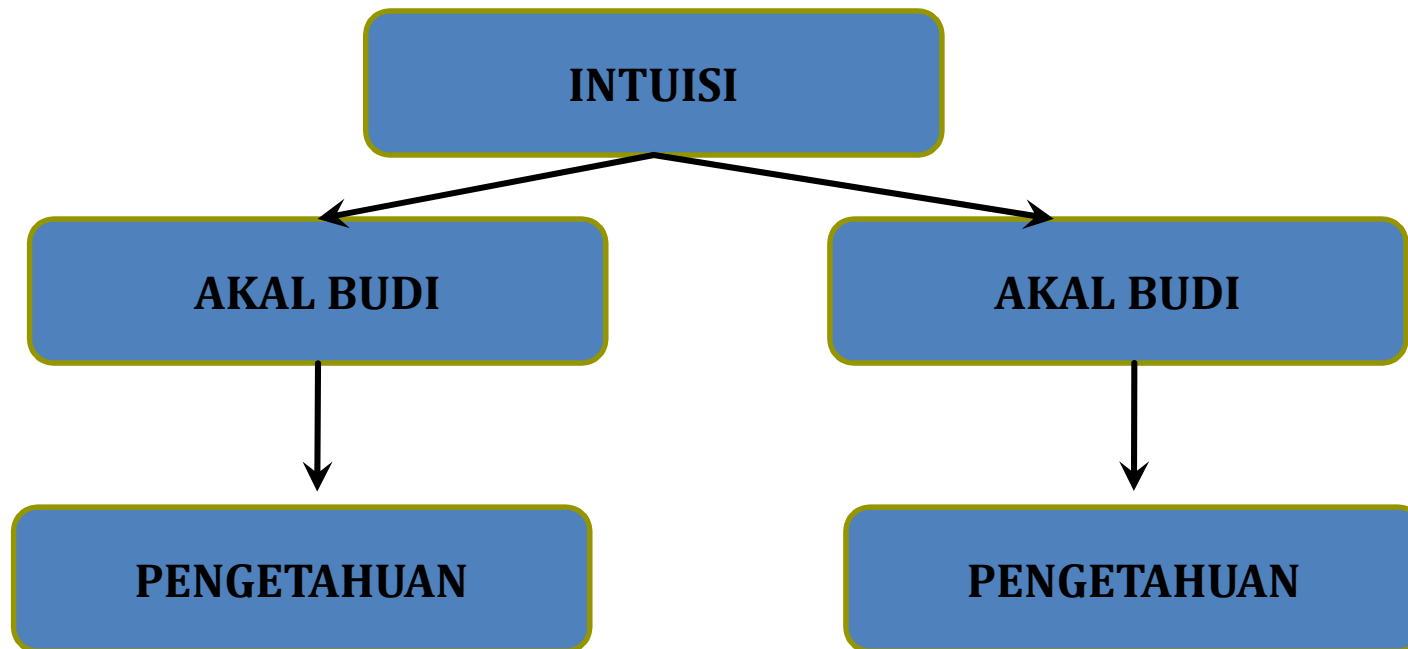 INTUISI
AKAL BUDI
AKAL BUDI
PENGETAHUAN
PENGETAHUAN